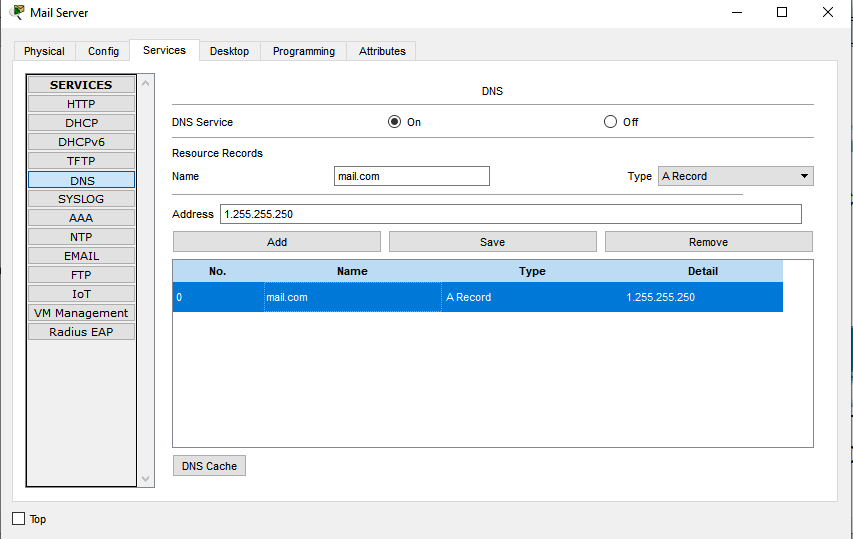 Mail Server
Physical Config Services Desktop Programming Attributes
SERVICES
HTTP
DHCP
DHCPv6
TFTP
DNS
SYSLOG
AAA
NTP
EMAIL
FTP
IoT
VM Management
Radius EAP
DNS
DNS Service On Off
Resource Records
Name mail.com Type A Record
Address 1.255.255.250
Add Save Remove
No. Name Type Detail
0 mail.com A Record 1.255.255.250
DNS Cache
Top